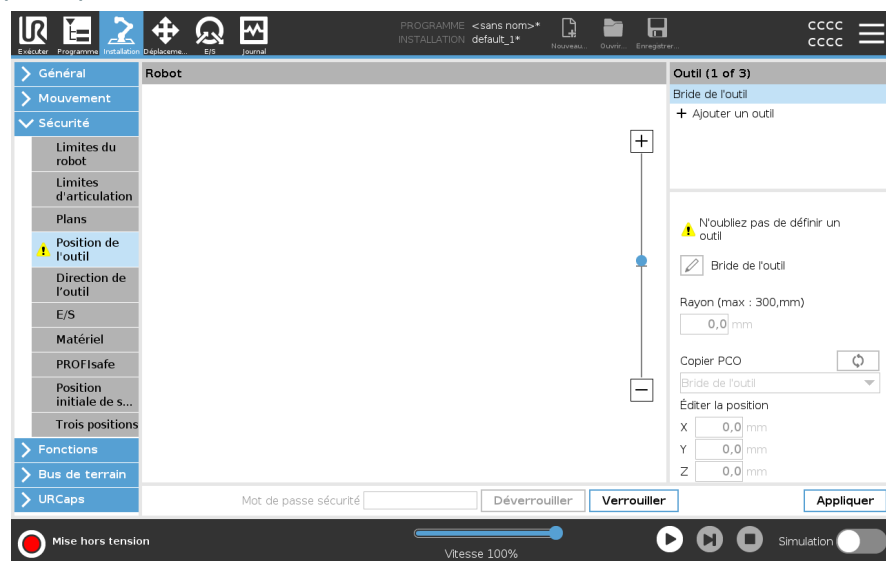 PROGRAMME <sans nom>*
INSTALLATION default_1*
Exécuter
Programme
Installation
Déplaceme...
E/S
Journal
Nouveau...
Ouvrir...
Enregistrer...
CCCC
CCCC
Général
Mouvement
Sécurité
Limites du
robot
Limites
d'articulation
Plans
Position de
l'outil
Direction de
l'outil
E/S
Matériel
PROFIsafe
Position
initiale de s...
Trois positions
Fonctions
Bus de terrain
URCaps
Robot
Outil (1 of 3)
Bride de l'outil
+ Ajouter un outil
N'oubliez pas de définir un
outil
Bride de l'outil
Rayon (max : 300,mm)
0,0 mm
Copier PCO
Bride de l'outil
Éditer la position
X 0,0 mm
Y 0,0 mm
Z 0,0 mm
Mot de passe sécurité
Déverrouiller
Verrouiller
Appliquer
Mise hors tension
Vitesse 100%
Simulation